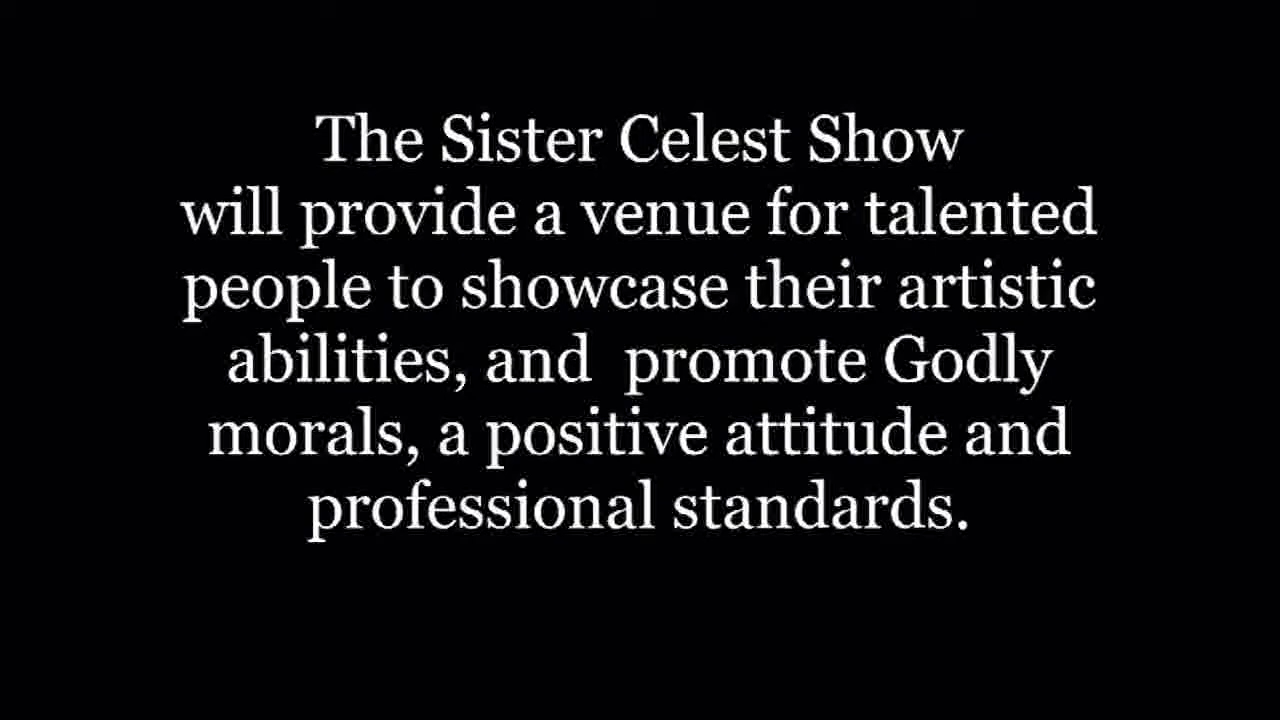 The Sister Celest Show
will provide a venue for talented
people to showcase their artistic
abilities, and  promote Godly
morals, a positive attitude and
professional standards.